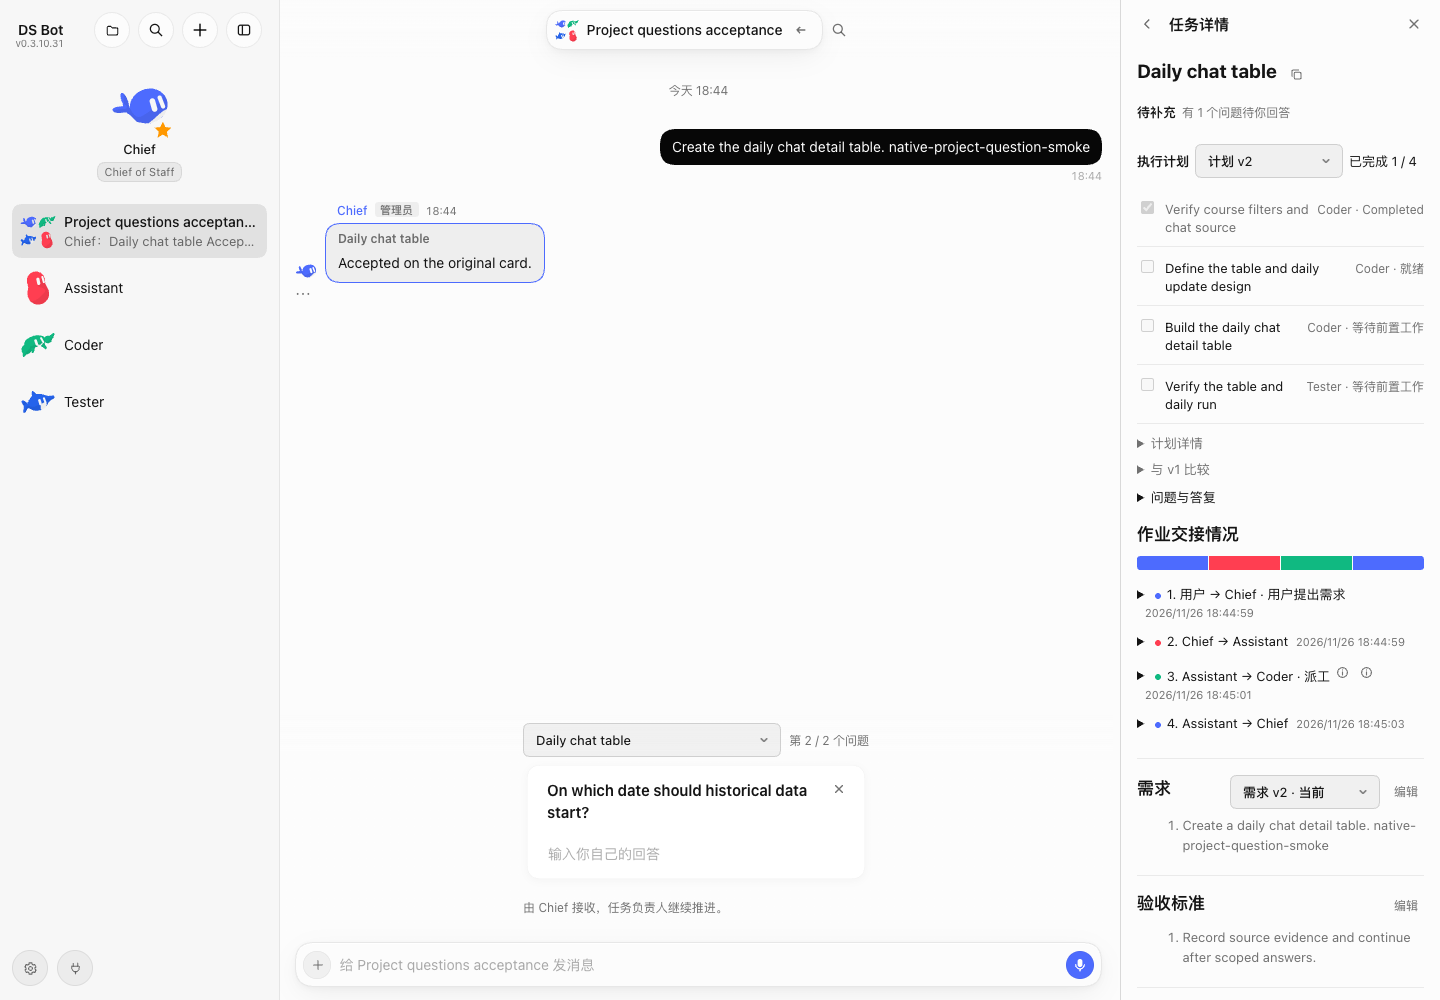 DS Bot
v0.3.10.31
Chief
Chief of Staff
Project questions acceptan...
Chief: Daily chat table Accep...
Assistant
Coder
Tester
Project questions acceptance
今天 18:44
Create the daily chat detail table. native-project-question-smoke
18:44
Chief 管理员 18:44
Daily chat table
Accepted on the original card.
...
Daily chat table
第 2 / 2 个问题
On which date should historical data
start?
输入你自己的回答
由 Chief 接收，任务负责人继续推进。
给 Project questions acceptance 发消息
任务详情
Daily chat table
待补充 有 1 个问题待你回答
执行计划 计划 v2 已完成 1 / 4
Verify course filters and Coder · Completed
chat source
Define the table and daily Coder · 就绪
update design
Build the daily chat Coder · 等待前置工作
detail table
Verify the table and Tester · 等待前置工作
daily run
计划详情
与 v1 比较
问题与答复
作业交接情况
1. 用户 → Chief · 用户提出需求
2026/11/26 18:44:59
2. Chief → Assistant 2026/11/26 18:44:59
3. Assistant → Coder · 派工
2026/11/26 18:45:01
4. Assistant → Chief 2026/11/26 18:45:03
需求 需求 v2 · 当前 编辑
1. Create a daily chat detail table. native-
project-question-smoke
验收标准 编辑
1. Record source evidence and continue
after scoped answers.